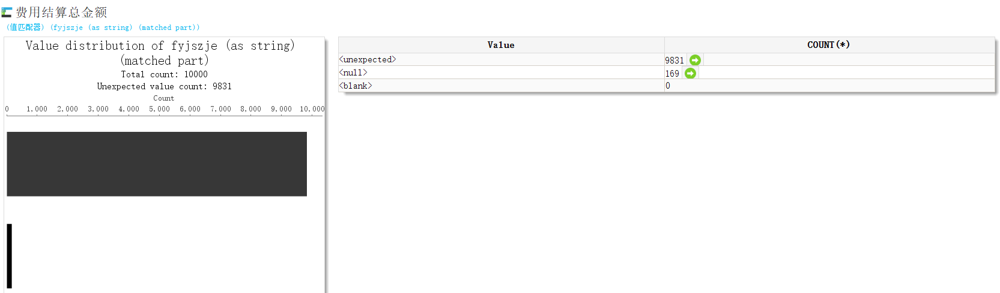 费用结算总金额
(值匹配器) (fyjszje (as string) (matched part))
Value distribution of fyjszje (as string)
(matched part)
Total count: 10000
Unexpected value count: 9831
Count
0 1,000 2,000 3,000 4,000 5,000 6,000 7,000 8,000 9,000 10,000
Value COUNT(*)
<unexpected> 9831
<null> 169
<blank> 0